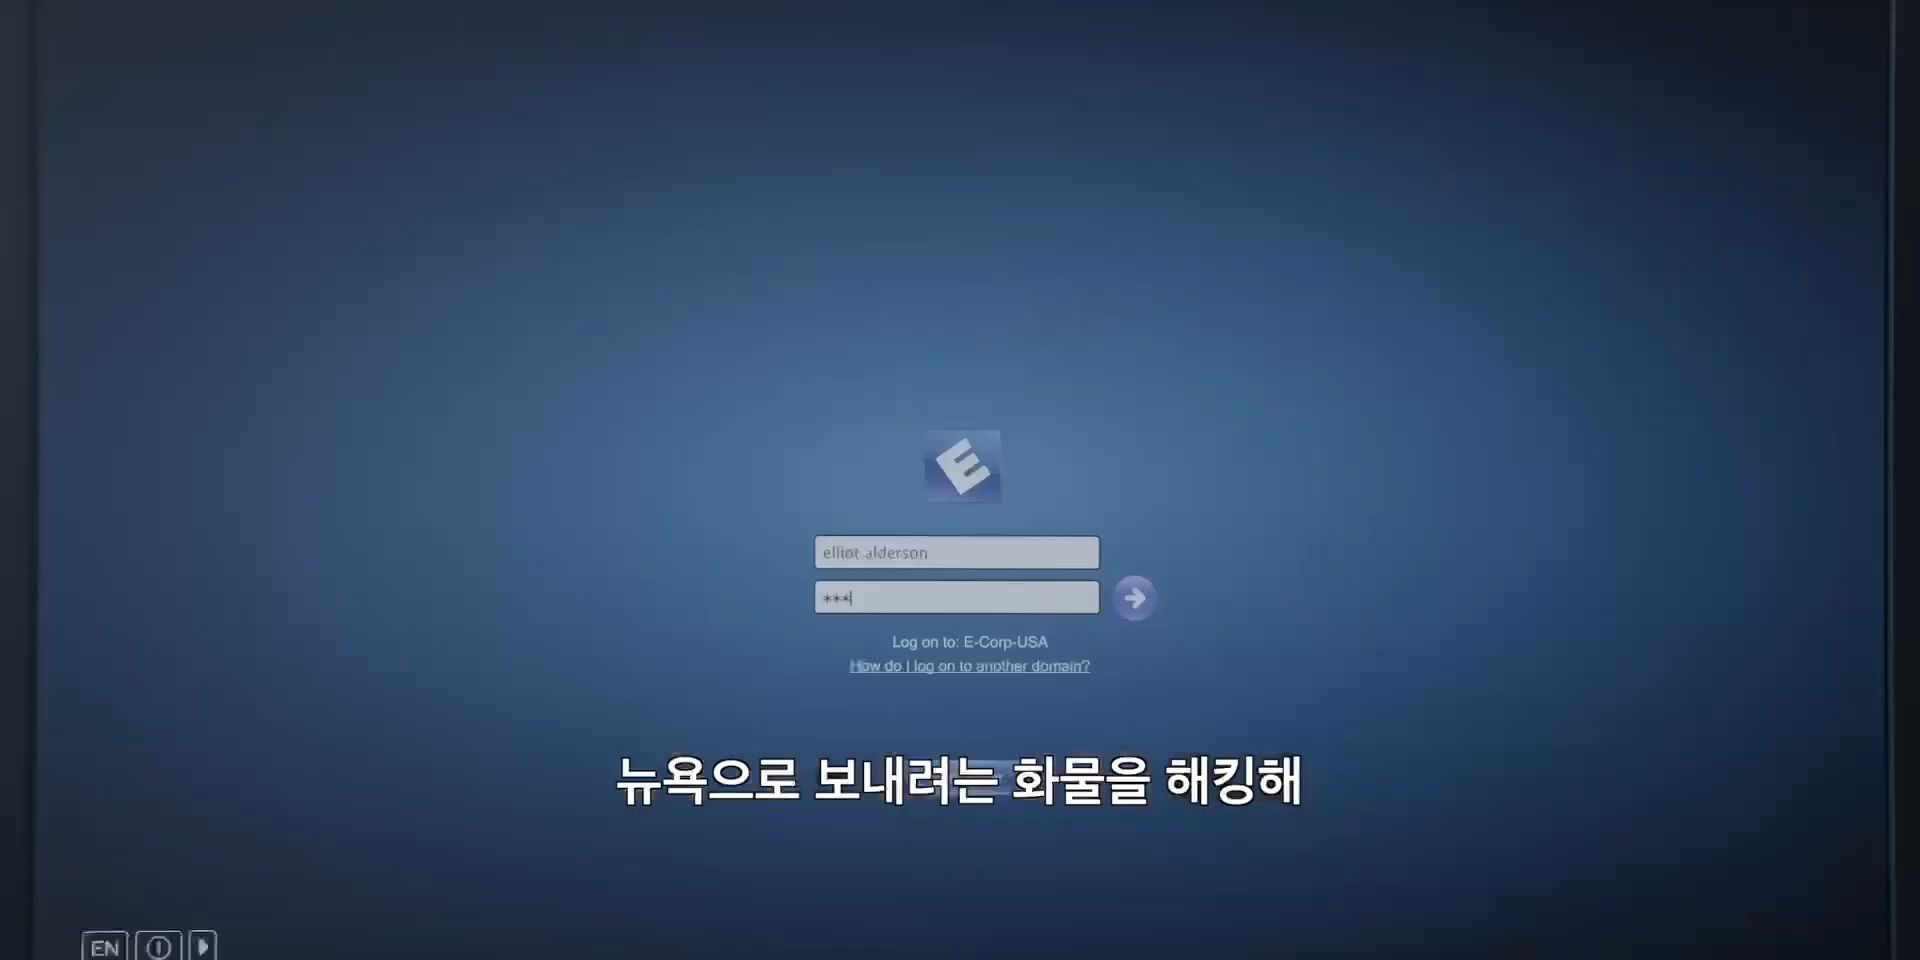 E
elliot.alderson
***
Log on to: E-Corp-USA
How do I log on to another domain?
뉴욕으로 보내려는 화물을 해킹해
EN